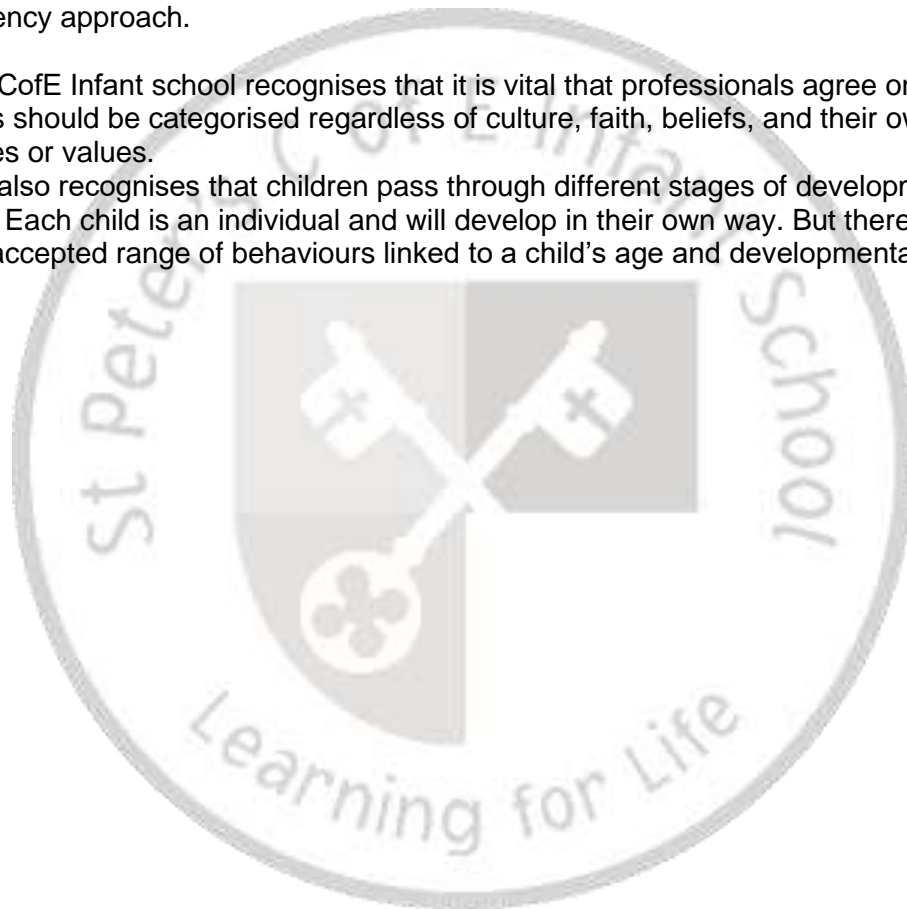 ency approach.
CofE Infant school recognises that it is vital that professionals agree on
s should be categorised regardless of culture, faith, beliefs, and their ow
es or values.
also recognises that children pass through different stages of developm
Each child is an individual and will develop in their own way. But there
accepted range of behaviours linked to a child's age and developmenta
St Peter's C of E Infant School
Learning for Life